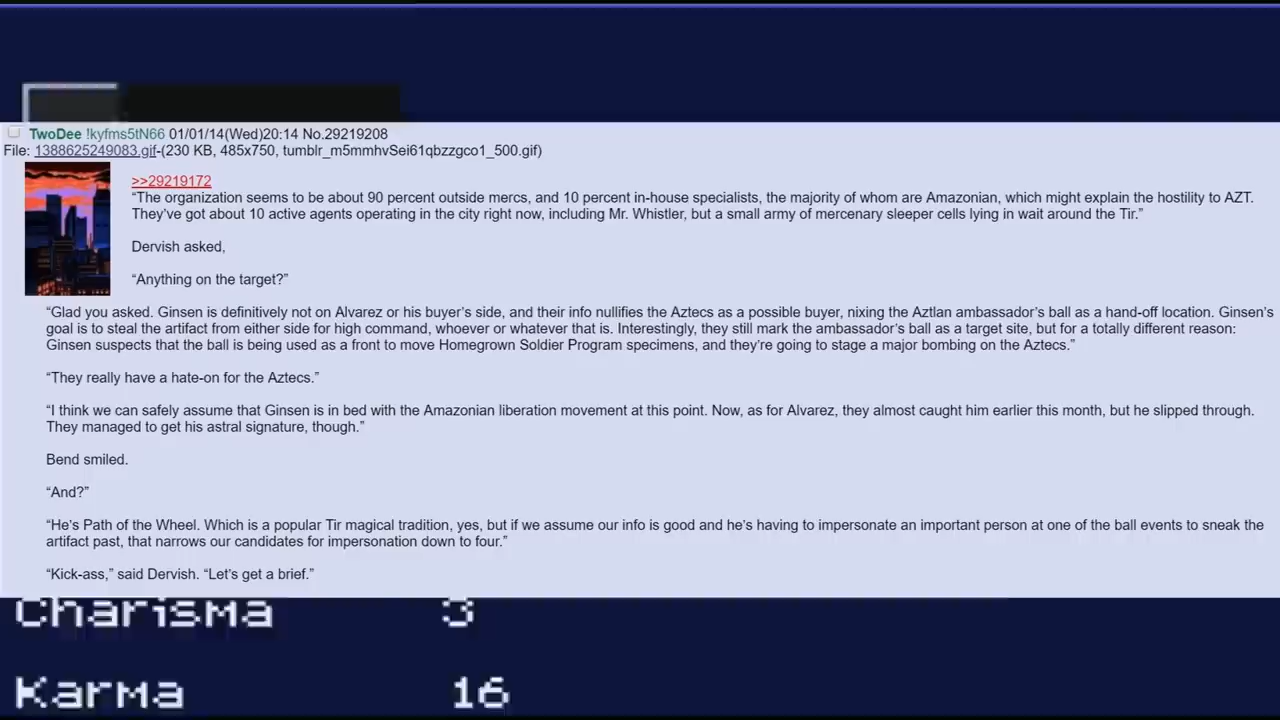 TwoDee !kyfms5tN66 01/01/14(Wed)20:14 No.29219208
File: 1388625249083.gif-(230 KB, 485x750, tumblr_m5mmhvSei61qbzzgco1_500.gif)
>>29219172
“The organization seems to be about 90 percent outside mercs, and 10 percent in-house specialists, the majority of whom are Amazonian, which might explain the hostility to AZT.
They’ve got about 10 active agents operating in the city right now, including Mr. Whistler, but a small army of mercenary sleeper cells lying in wait around the Tir.”
Dervish asked,
“Anything on the target?”
“Glad you asked. Ginsen is definitively not on Alvarez or his buyer’s side, and their info nullifies the Aztecs as a possible buyer, nixing the Aztlan ambassador’s ball as a hand-off location. Ginsen’s
goal is to steal the artifact from either side for high command, whoever or whatever that is. Interestingly, they still mark the ambassador’s ball as a target site, but for a totally different reason:
Ginsen suspects that the ball is being used as a front to move Homegrown Soldier Program specimens, and they’re going to stage a major bombing on the Aztecs.”
“They really have a hate-on for the Aztecs.”
“I think we can safely assume that Ginsen is in bed with the Amazonian liberation movement at this point. Now, as for Alvarez, they almost caught him earlier this month, but he slipped through.
They managed to get his astral signature, though.”
Bend smiled.
“And?”
“He’s Path of the Wheel. Which is a popular Tir magical tradition, yes, but if we assume our info is good and he’s having to impersonate an important person at one of the ball events to sneak the
artifact past, that narrows our candidates for impersonation down to four.”
“Kick-ass,” said Dervish. “Let’s get a brief.”
Charisma 3
Karma 16